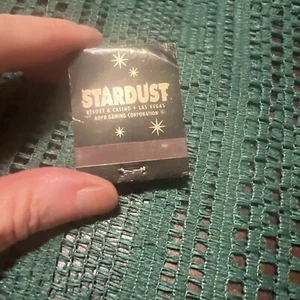 STARDUST
RESORT & CASINO • LAS VEGAS
BOYD GAMING CORPORATION ©